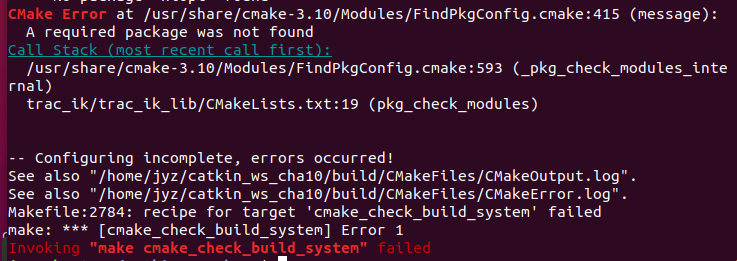 CMake Error at /usr/share/cmake-3.10/Modules/FindPkgConfig.cmake:415 (message):
  A required package was not found
Call Stack (most recent call first):
  /usr/share/cmake-3.10/Modules/FindPkgConfig.cmake:593 (_pkg_check_modules_inte
rnal)
  trac_ik/trac_ik_lib/CMakeLists.txt:19 (pkg_check_modules)
-- Configuring incomplete, errors occurred!
See also "/home/jyz/catkin_ws_cha10/build/CMakeFiles/CMakeOutput.log".
See also "/home/jyz/catkin_ws_cha10/build/CMakeFiles/CMakeError.log".
Makefile:2784: recipe for target 'cmake_check_build_system' failed
make: *** [cmake_check_build_system] Error 1
Invoking "make cmake_check_build_system" failed